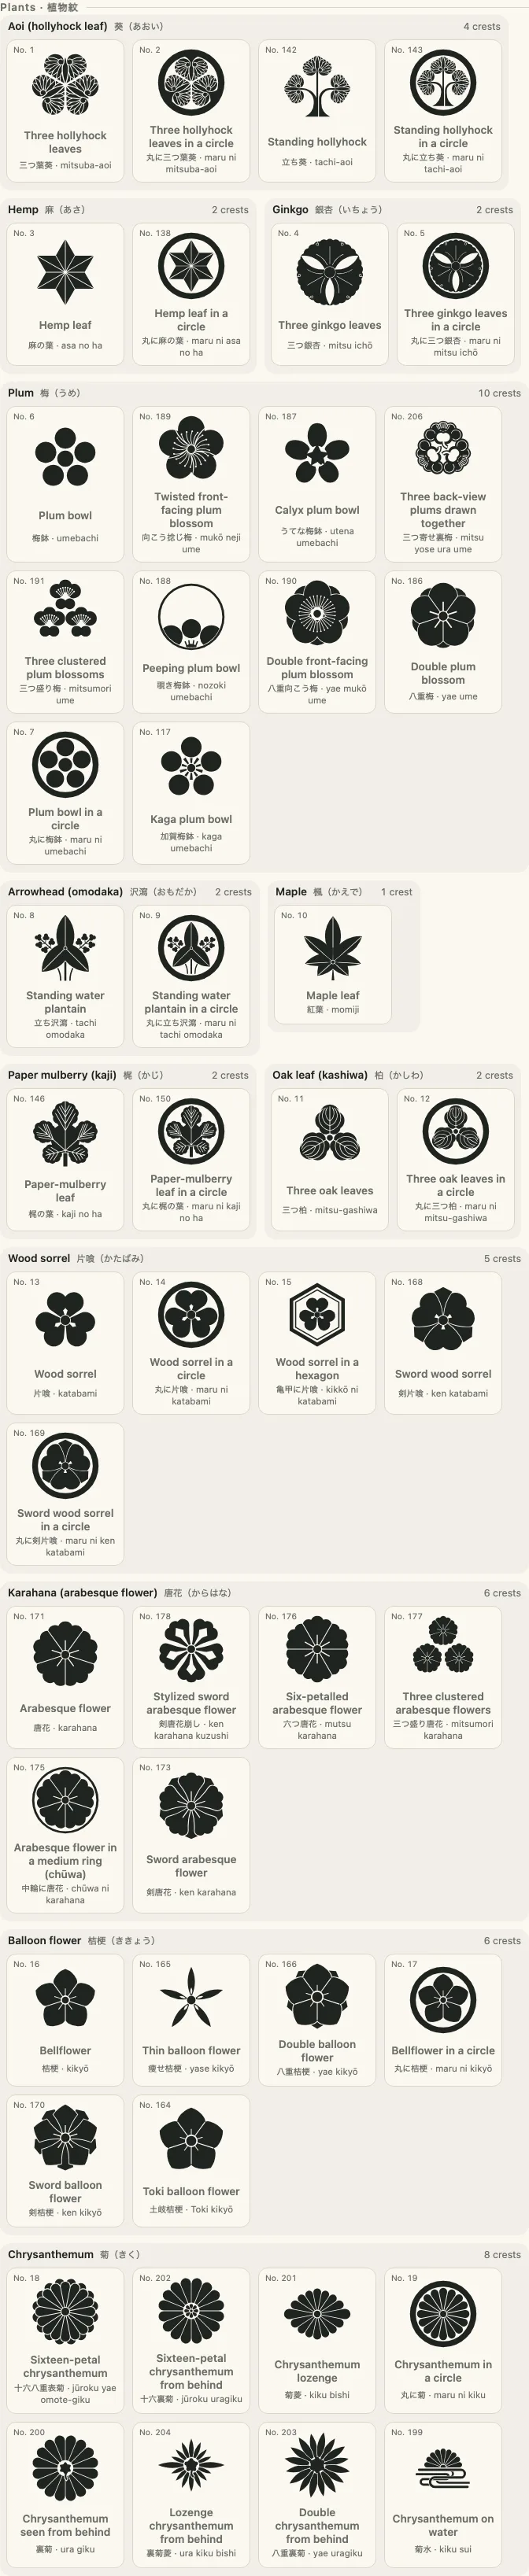 Plants · 植物紋
Aoi (hollyhock leaf) 葵（あおい） 4 crests
No. 1
Three hollyhock
leaves
三つ葉葵 · mitsuba-aoi
No. 2
Three hollyhock
leaves in a circle
丸に三つ葉葵 · maru ni
mitsuba-aoi
No. 142
Standing hollyhock
立ち葵 · tachi-aoi
No. 143
Standing hollyhock
in a circle
丸に立ち葵 · maru ni
tachi-aoi
Hemp 麻（あさ） 2 crests
No. 3
Hemp leaf
麻の葉 · asa no ha
No. 138
Hemp leaf in a
circle
丸に麻の葉 · maru ni asa
no ha
Ginkgo 銀杏（いちょう） 2 crests
No. 4
Three ginkgo leaves
三つ銀杏 · mitsu ichō
No. 5
Three ginkgo leaves
in a circle
丸に三つ銀杏 · maru ni
mitsu ichō
Plum 梅（うめ） 10 crests
No. 6
Plum bowl
梅鉢 · umebachi
No. 189
Twisted front-
facing plum
blossom
向こう捻じ梅 · mukō neji
ume
No. 187
Calyx plum bowl
うてな梅鉢 · utena
umebachi
No. 206
Three back-view
plums drawn
together
三つ寄せ裏梅 · mitsu
yose ura ume
No. 191
Three clustered
plum blossoms
三つ盛り梅 · mitsumori
ume
No. 188
Peeping plum bowl
覗き梅鉢 · nozoki
umebachi
No. 190
Double front-facing
plum blossom
八重向こう梅 · yae mukō
ume
No. 186
Double plum
blossom
八重梅 · yae ume
No. 7
Plum bowl in a
circle
丸に梅鉢 · maru ni
umebachi
No. 117
Kaga plum bowl
加賀梅鉢 · kaga
umebachi
Arrowhead (omodaka) 沢瀉（おもだか） 2 crests
No. 8
Standing water
plantain
立ち沢瀉 · tachi
omodaka
No. 9
Standing water
plantain in a circle
丸に立ち沢瀉 · maru ni
tachi omodaka
Maple 楓（かえで） 1 crest
No. 10
Maple leaf
紅葉 · momiji
Paper mulberry (kaji) 梶（かじ） 2 crests
No. 146
Paper-mulberry
leaf
梶の葉 · kaji no ha
No. 150
Paper-mulberry
leaf in a circle
丸に梶の葉 · maru ni kaji
no ha
Oak leaf (kashiwa) 柏（かしわ） 2 crests
No. 11
Three oak leaves
三つ柏 · mitsu-gashiwa
No. 12
Three oak leaves in
a circle
丸に三つ柏 · maru ni
mitsu-gashiwa
Wood sorrel 片喰（かたばみ） 5 crests
No. 13
Wood sorrel
片喰 · katabami
No. 14
Wood sorrel in a
circle
丸に片喰 · maru ni
katabami
No. 15
Wood sorrel in a
hexagon
亀甲に片喰 · kikkō ni
katabami
No. 168
Sword wood sorrel
剣片喰 · ken katabami
No. 169
Sword wood sorrel
in a circle
丸に剣片喰 · maru ni ken
katabami
Karahana (arabesque flower) 唐花（からはな） 6 crests
No. 171
Arabesque flower
唐花 · karahana
No. 178
Stylized sword
arabesque flower
剣唐花崩し · ken
karahana kuzushi
No. 176
Six-petalled
arabesque flower
六つ唐花 · mutsu
karahana
No. 177
Three clustered
arabesque flowers
三つ盛り唐花 · mitsumori
karahana
No. 175
Arabesque flower in
a medium ring
(chūwa)
中輪に唐花 · chūwa ni
karahana
No. 173
Sword arabesque
flower
剣唐花 · ken karahana
Balloon flower 桔梗（ききょう） 6 crests
No. 16
Bellflower
桔梗 · kikyō
No. 165
Thin balloon flower
痩せ桔梗 · yase kikyō
No. 166
Double balloon
flower
八重桔梗 · yae kikyō
No. 17
Bellflower in a circle
丸に桔梗 · maru ni kikyō
No. 170
Sword balloon
flower
剣桔梗 · ken kikyō
No. 164
Toki balloon flower
土岐桔梗 · Toki kikyō
Chrysanthemum 菊（きく） 8 crests
No. 18
Sixteen-petal
chrysanthemum
十六八重表菊 · jūroku yae
omote-giku
No. 202
Sixteen-petal
chrysanthemum
from behind
十六裏菊 · jūroku uragiku
No. 201
Chrysanthemum
lozenge
菊菱 · kiku bishi
No. 19
Chrysanthemum in
a circle
丸に菊 · maru ni kiku
No. 200
Chrysanthemum
seen from behind
裏菊 · ura giku
No. 204
Lozenge
chrysanthemum
from behind
裏菊菱 · ura kiku bishi
No. 203
Double
chrysanthemum
from behind
八重裏菊 · yae uragiku
No. 199
Chrysanthemum on
water
菊水 · kiku sui